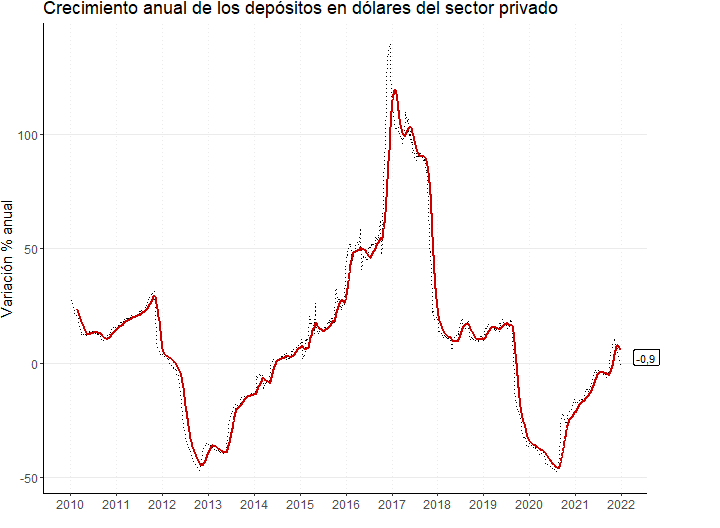 Crecimiento anual de los depósitos en dólares del sector privado
Variación % anual
100
50
0
-50
-0,9
2010 2011 2012 2013 2014 2015 2016 2017 2018 2019 2020 2021 2022